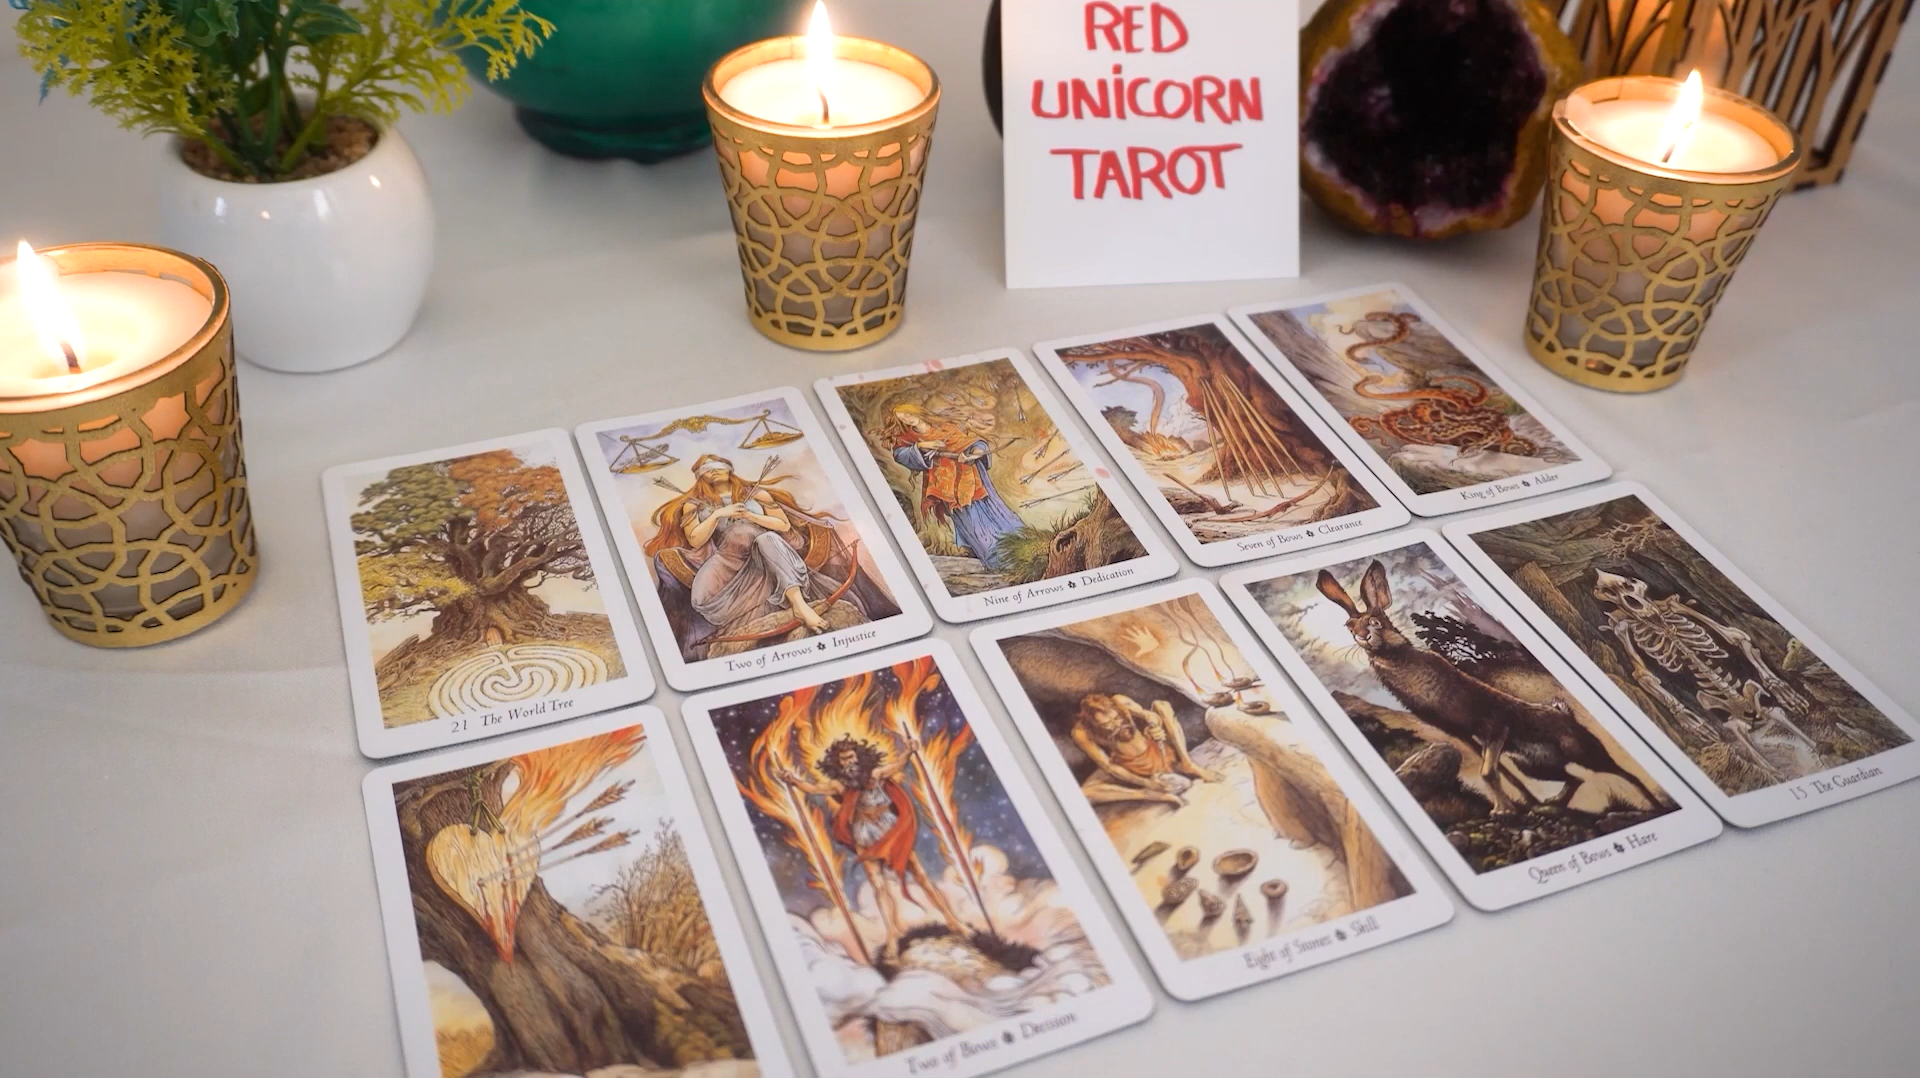 RED
UNiCORN
TAROT
21 The World Tree
Two of Arrows Injustice
Nine of Arrows Dedication
Seven of Bows Clearance
King of Bows Adder
Two of Bows Decision
Eight of Stones Skill
Queen of Bows Hare
15 The Guardian